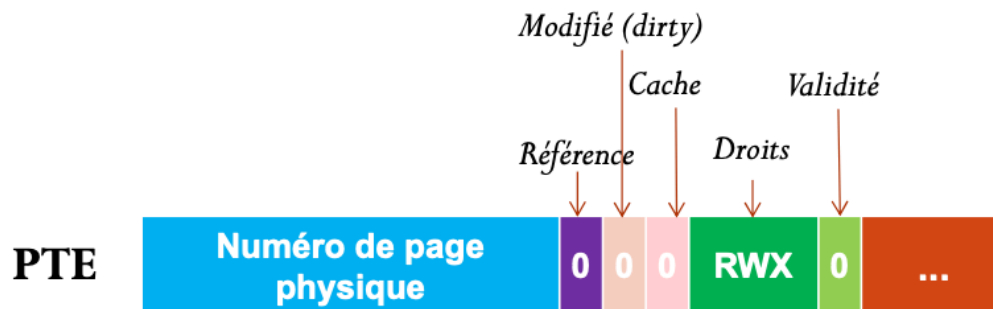 Modifié (dirty)
Cache
Validité
Référence
Droits
PTE
Numéro de page
physique
0
0
0
RWX
0
...